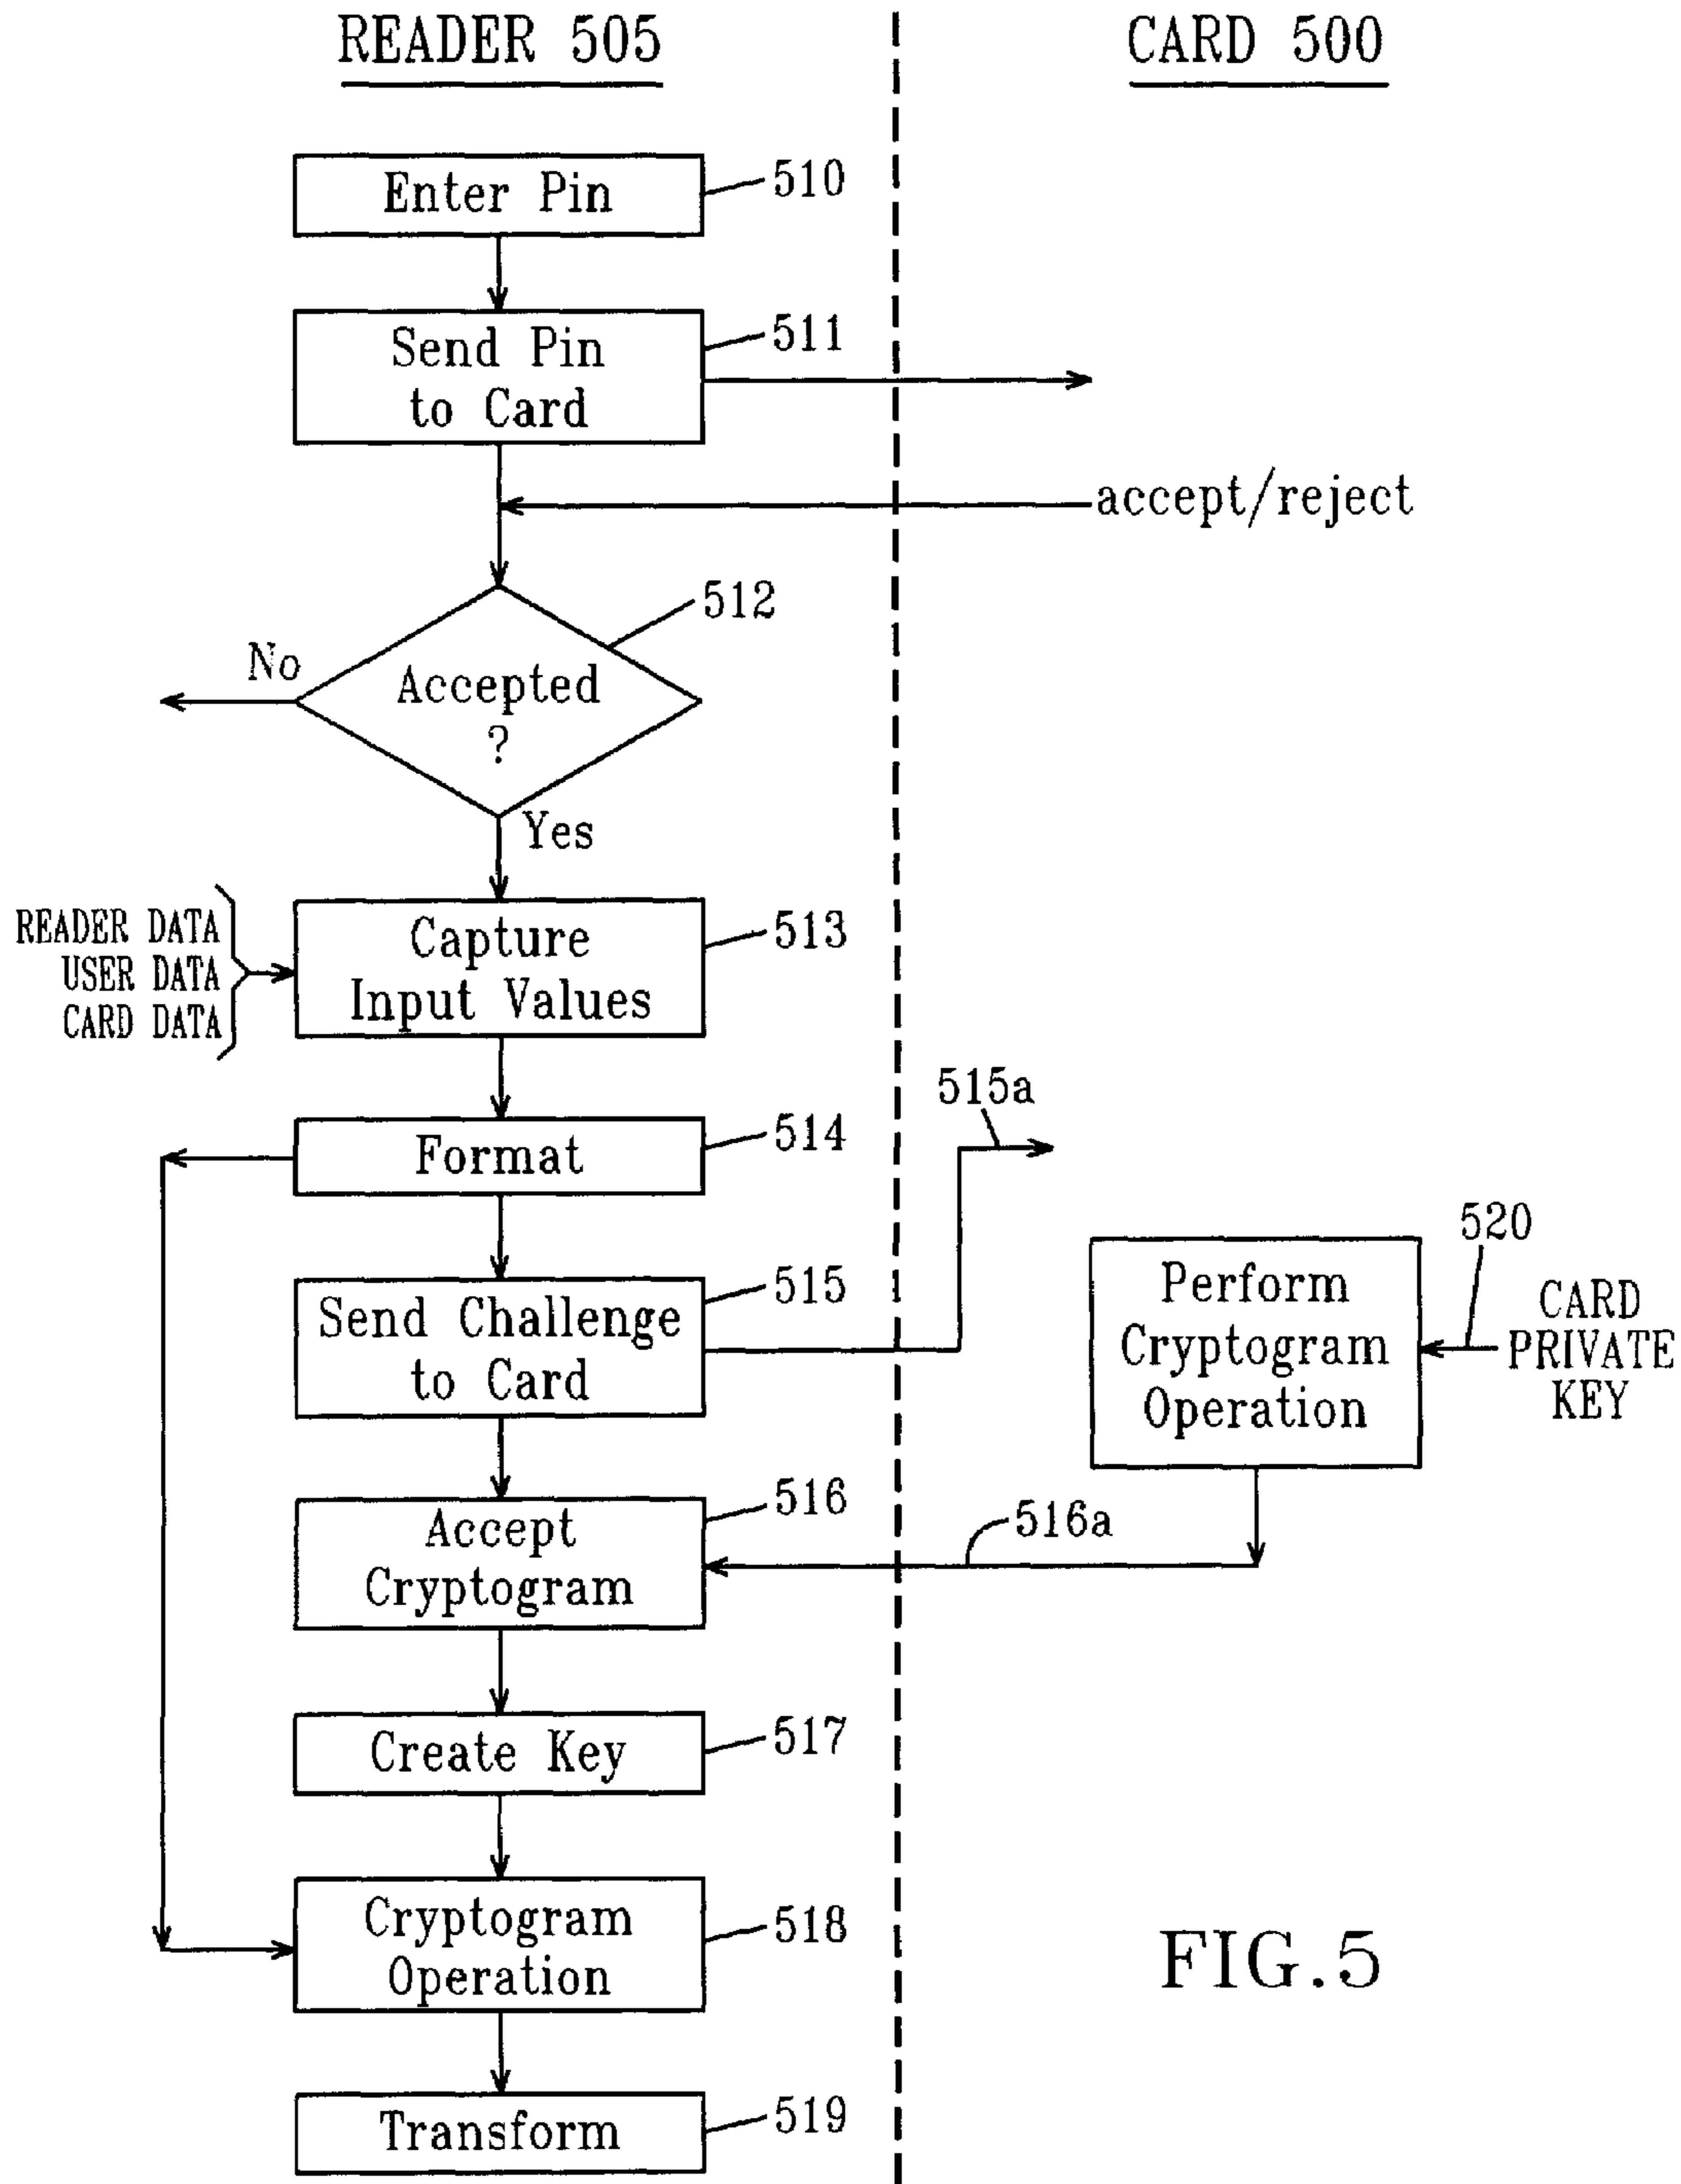 READER 505
CARD 500
Enter Pin
510
Send Pin
to Card
511
accept/reject
512
No
Accepted
?
Yes
READER DATA
USER DATA
CARD DATA
Capture
Input Values
513
515a
Format
514
520
Send Challenge
to Card
515
Perform
Cryptogram
Operation
CARD
PRIVATE
KEY
Accept
Cryptogram
516
516a
Create Key
517
Cryptogram
Operation
518
FIG.5
Transform
519